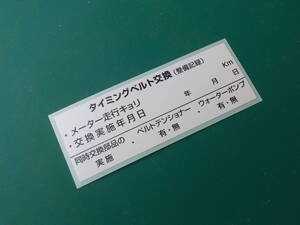 タイミングベルト交換（整備記録）
・メーター走行キョリ Km
・交換実施年月日 年 月 日
同時交換部品の実施 ・ベルトテンショナー 有・無 ・ウォーターポンプ 有・無